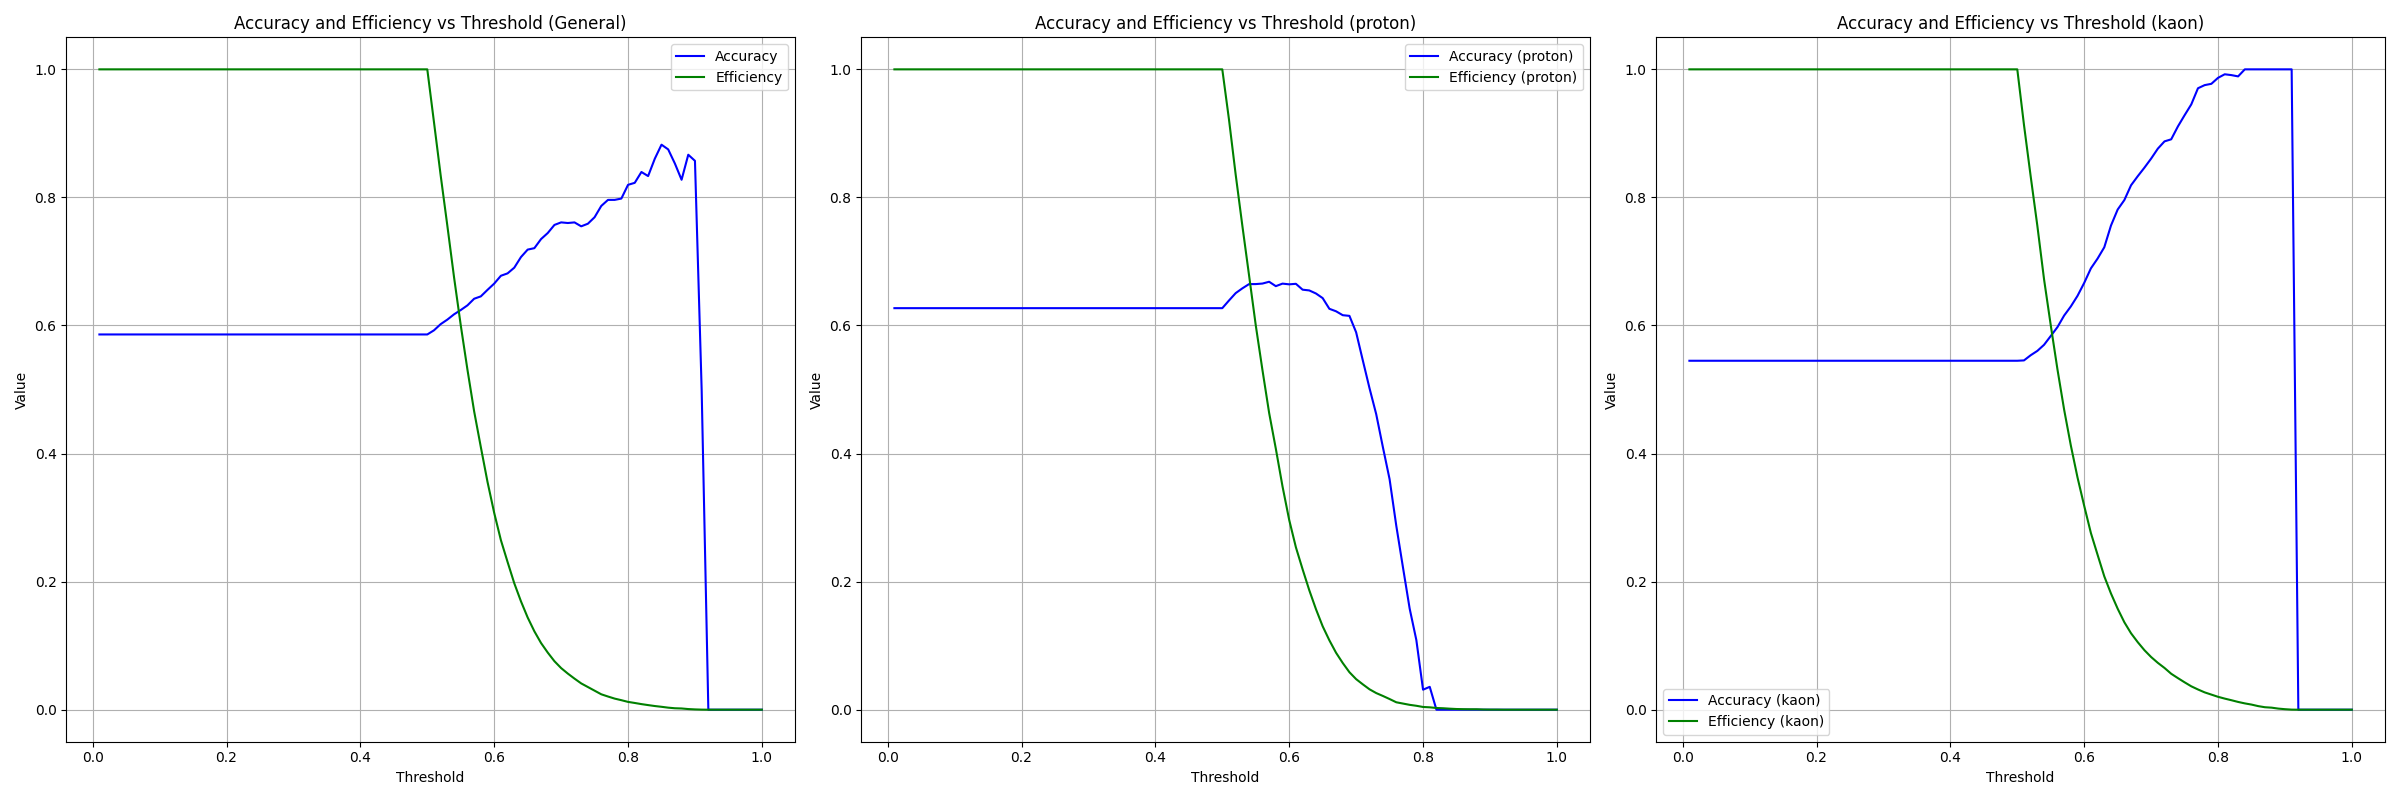 Accuracy and Efficiency vs Threshold (General)
Accuracy
Efficiency
1.0
0.8
0.6
0.4
0.2
0.0
Value
0.0 0.2 0.4 0.6 0.8 1.0
Threshold
Accuracy and Efficiency vs Threshold (proton)
Accuracy (proton)
Efficiency (proton)
1.0
0.8
0.6
0.4
0.2
0.0
Value
0.0 0.2 0.4 0.6 0.8 1.0
Threshold
Accuracy and Efficiency vs Threshold (kaon)
1.0
0.8
0.6
0.4
0.2
0.0
Value
Accuracy (kaon)
Efficiency (kaon)
0.0 0.2 0.4 0.6 0.8 1.0
Threshold